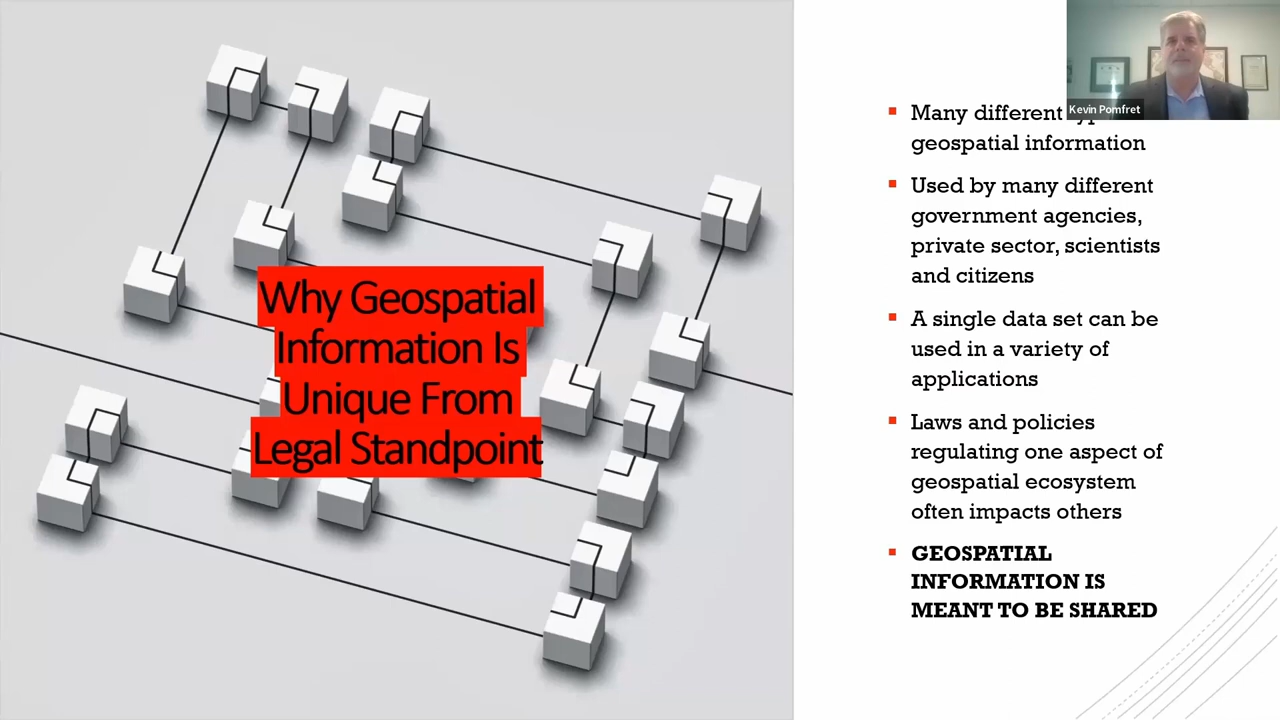 Why Geospatial
Information Is
Unique From
Legal Standpoint
Kevin Pomfret
Many different
geospatial information
Used by many different
government agencies,
private sector, scientists
and citizens
A single data set can be
used in a variety of
applications
Laws and policies
regulating one aspect of
geospatial ecosystem
often impacts others
GEOSPATIAL
INFORMATION IS
MEANT TO BE SHARED